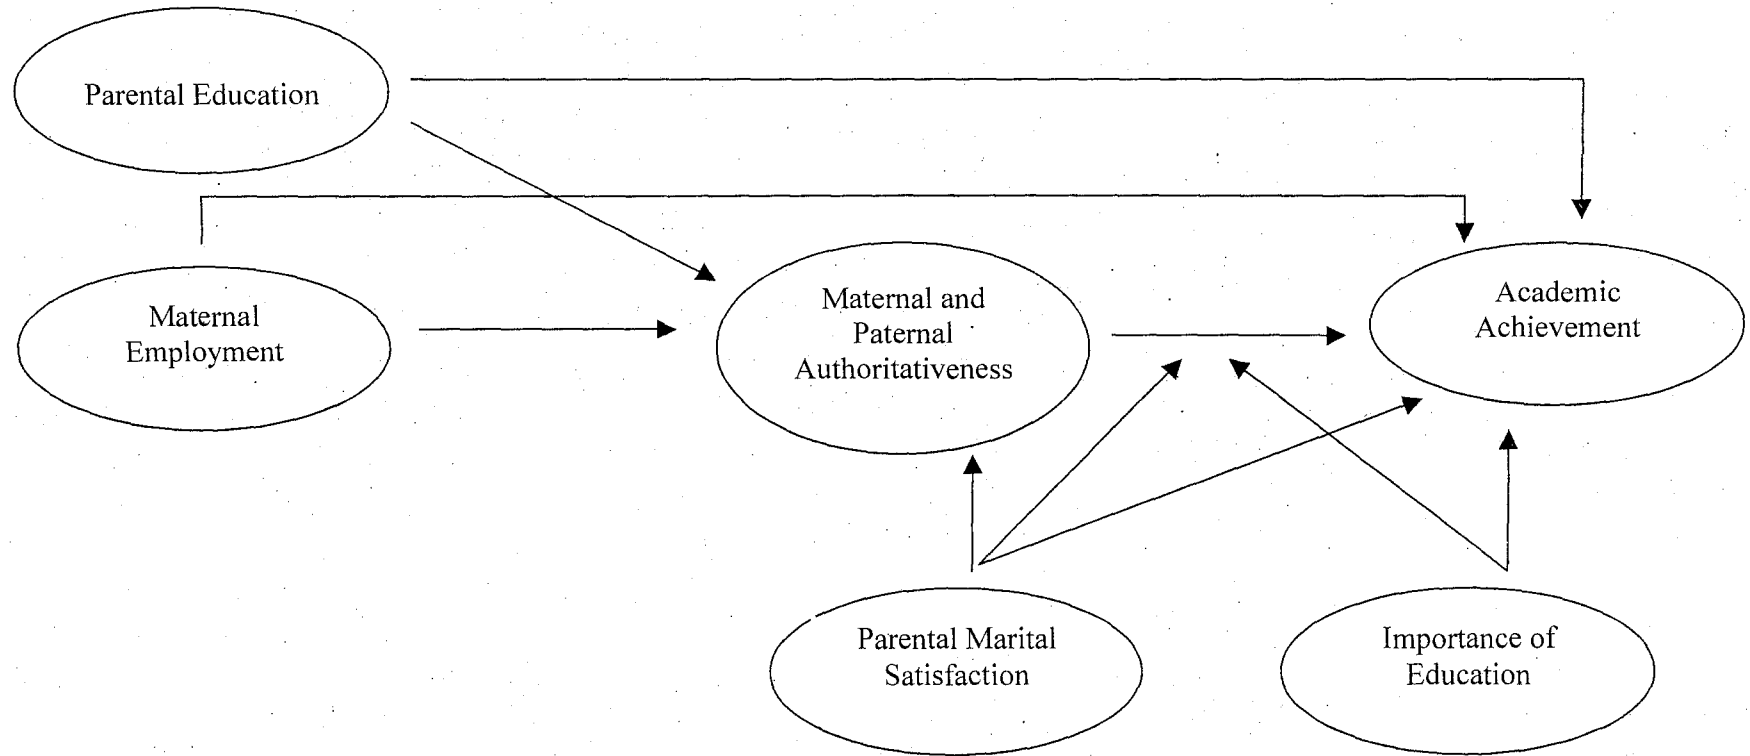 Parental Education
Maternal
Employment
Maternal and
Paternal
Authoritativeness
Academic
Achievement
Parental Marital
Satisfaction
Importance of
Education